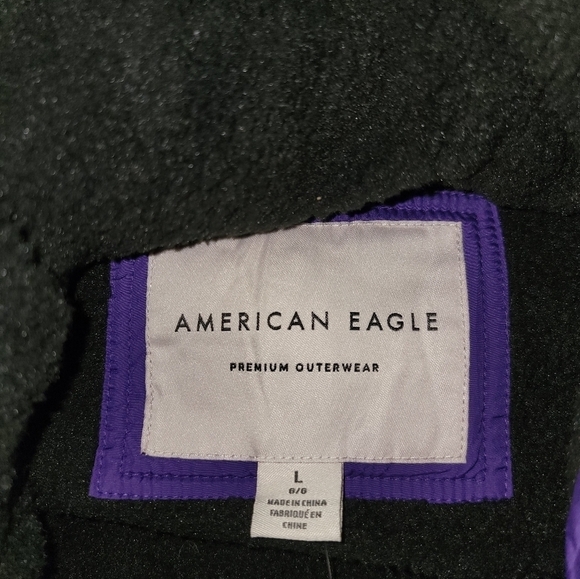 AMERICAN EAGLE
PREMIUM OUTERWEAR
L
G/G
MADE IN CHINA
FABRIQUÉ EN
CHINE